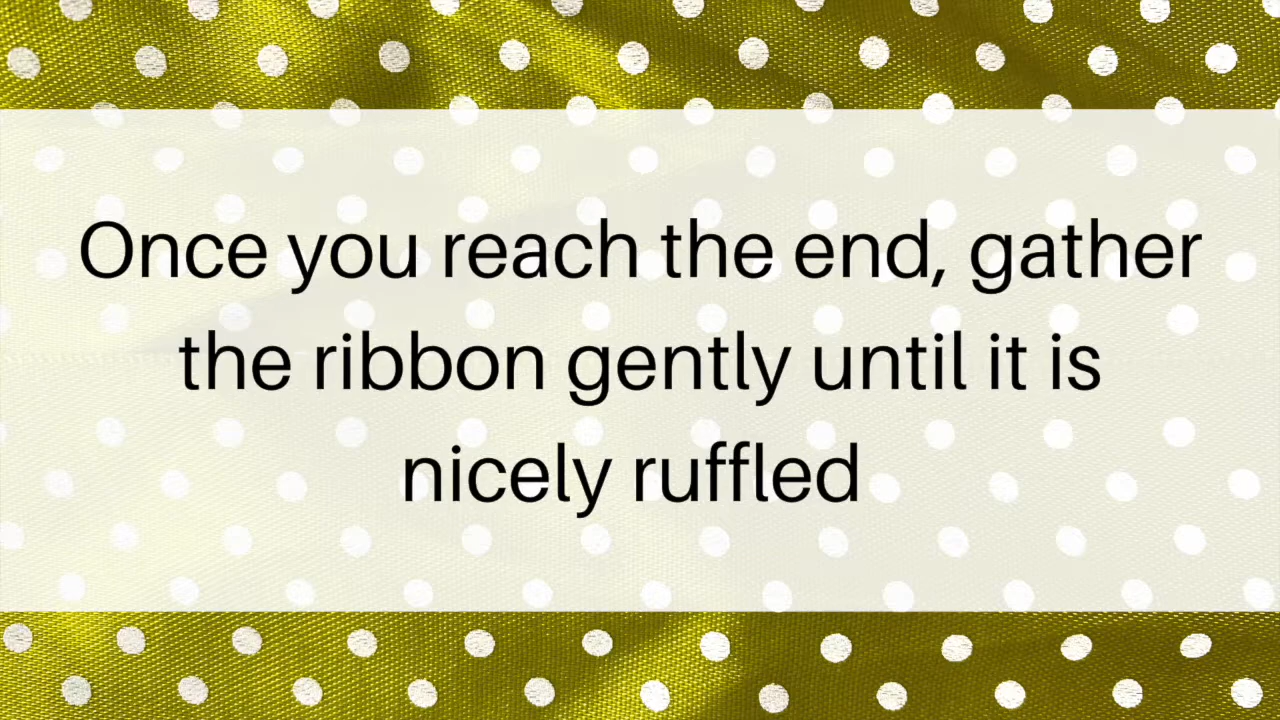 Once you reach the end, gather
the ribbon gently until it is
nicely ruffled